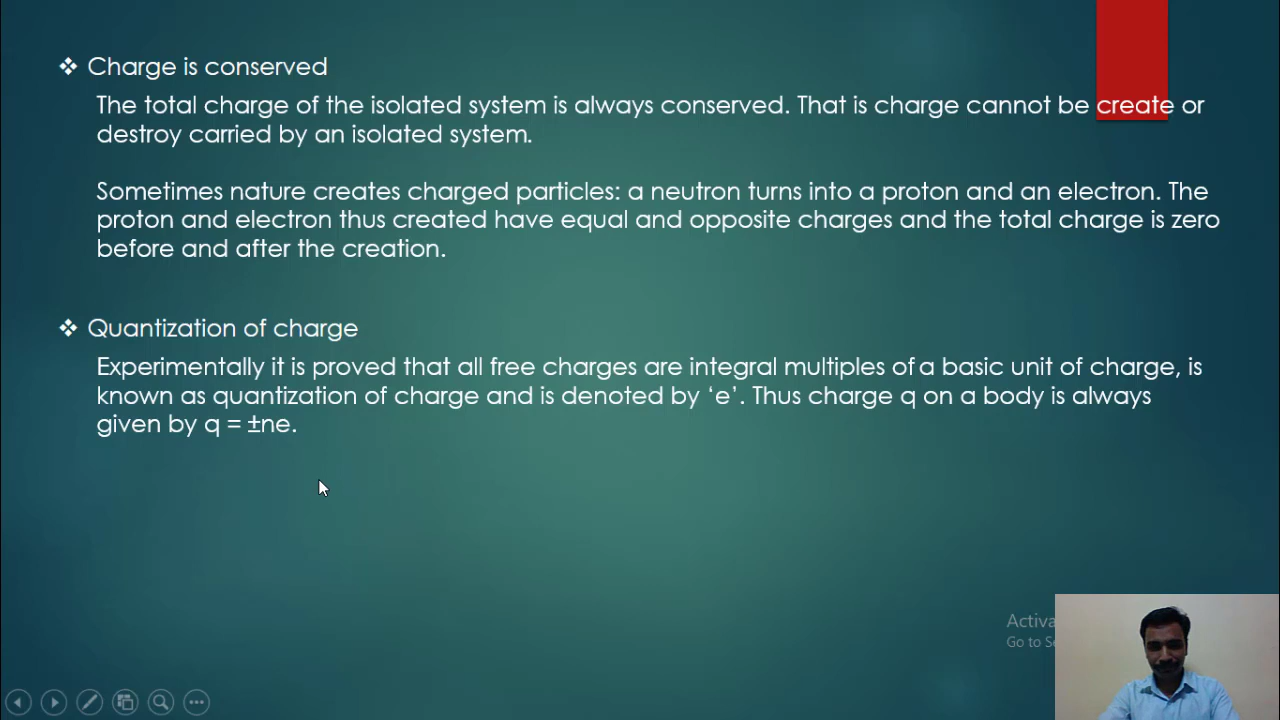 Charge is conserved
The total charge of the isolated system is always conserved. That is charge cannot be create or
destroy carried by an isolated system.
Sometimes nature creates charged particles: a neutron turns into a proton and an electron. The
proton and electron thus created have equal and opposite charges and the total charge is zero
before and after the creation.
Quantization of charge
Experimentally it is proved that all free charges are integral multiples of a basic unit of charge, is
known as quantization of charge and is denoted by ‘e’. Thus charge q on a body is always
given by q = ±ne.
Activa
Go to Se